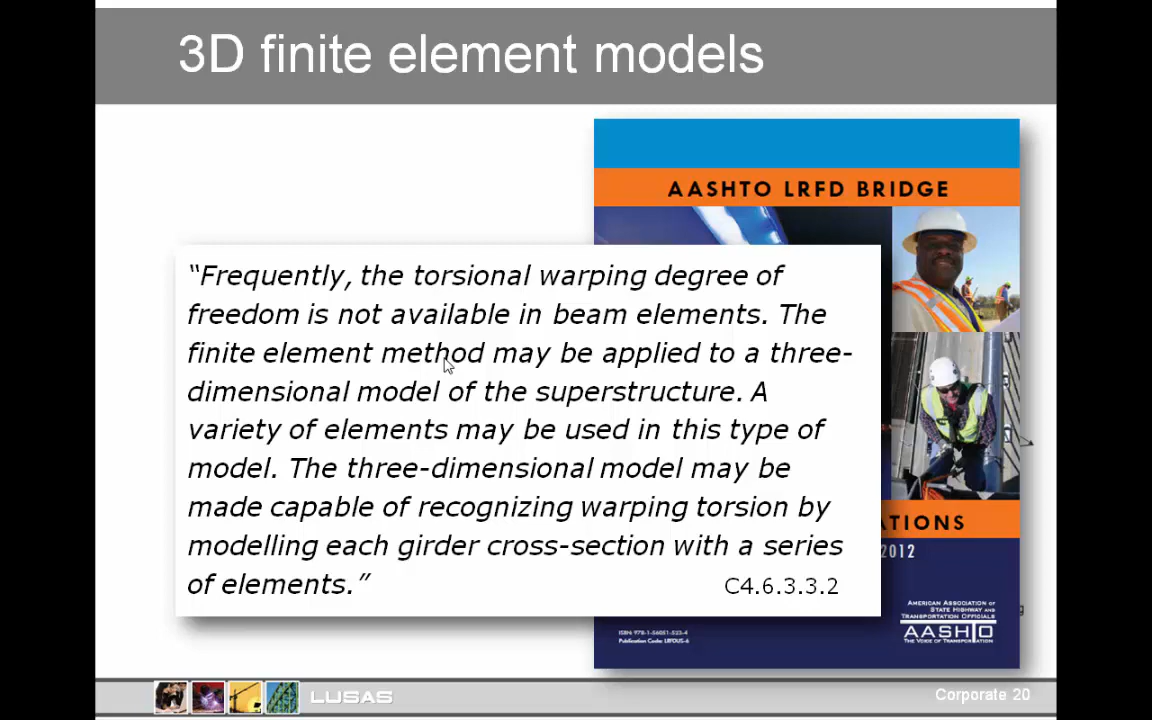 3D finite element models
AASHTO LRFD BRIDGE
“Frequently, the torsional warping degree of
freedom is not available in beam elements. The
finite element method may be applied to a three-
dimensional model of the superstructure. A
variety of elements may be used in this type of
model. The three-dimensional model may be
made capable of recognizing warping torsion by
modelling each girder cross-section with a series
of elements.”
C4.6.3.3.2
ATIONS
2012
AMERICAN ASSOCIATION OF
STATE HIGHWAY AND
TRANSPORTATION OFFICIALS
AASHTO
THE VOICE OF TRANSPORTATION
ISBN: 978-1-56051-523-4
Publication Code: LRFDUS-6
LUSAS
Corporate 20